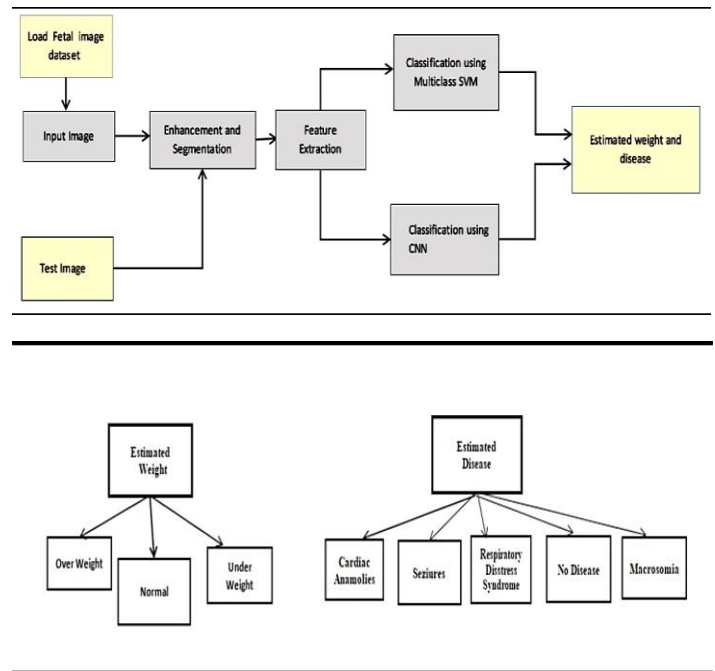 Load Fetal image
dataset
Input Image
Enhancement and
Segmentation
Feature
Extraction
Classification using
Multiclass SVM
Estimated weight and
disease
Classification using
CNN
Test Image
Estimated
Weight
Over Weight
Normal
Under
Weight
Estimated
Disease
Cardiac
Anamolies
Seziures
Respiratory
Disstress
Syndrome
No Disease
Macrosomia